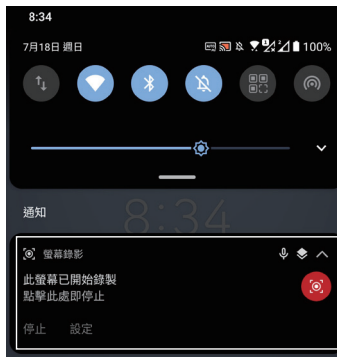 8:34
7月18日 週日
100%
通知
8:34
螢幕錄影
此螢幕已開始錄製
點擊此處即停止
停止 設定